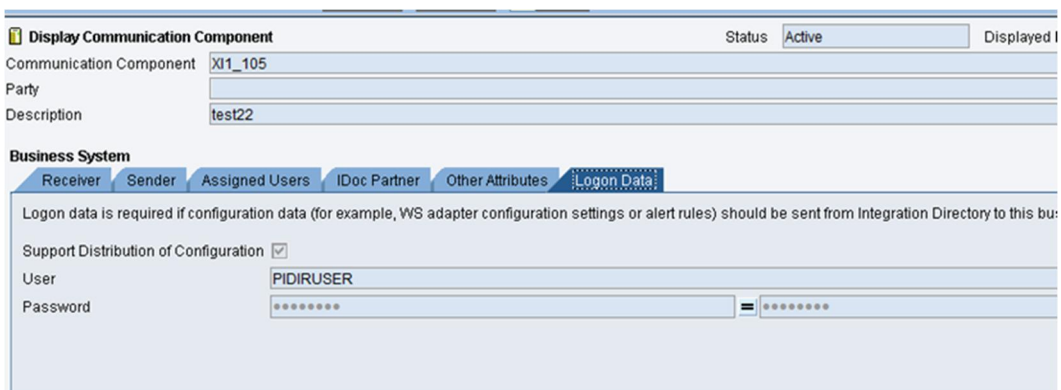 Display Communication Component Status Active Displayed
Communication Component XI1_105
Party
Description test22
Business System
Receiver Sender Assigned Users IDoc Partner Other Attributes Logon Data
Logon data is required if configuration data (for example, WS adapter configuration settings or alert rules) should be sent from Integration Directory to this
Support Distribution of Configuration
User PIDIRUSER
Password ●●●●●●●● = ●●●●●●●●